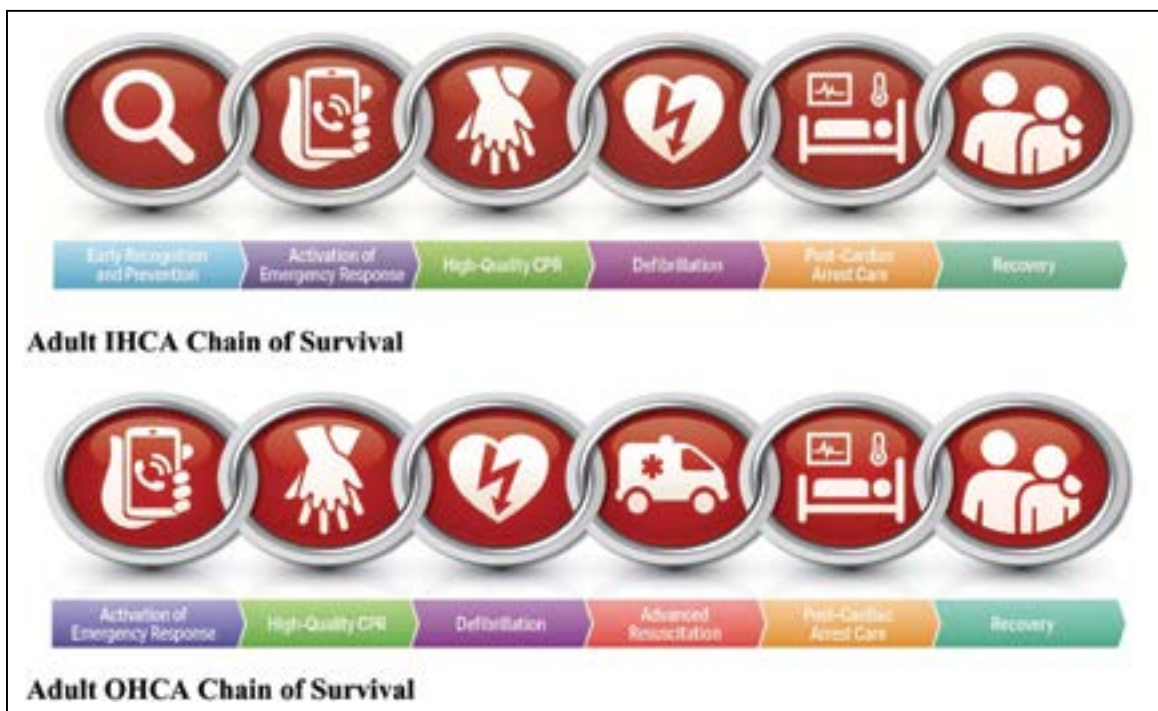 Early Recognition
and Prevention
Activation of
Emergency Response
High-Quality CPR
Defibrillation
Post-Cardiac
Arrest Care
Recovery
Adult IHCA Chain of Survival
Activation of
Emergency Response
High-Quality CPR
Defibrillation
Advanced
Resuscitation
Post-Cardiac
Arrest Care
Recovery
Adult OHCA Chain of Survival